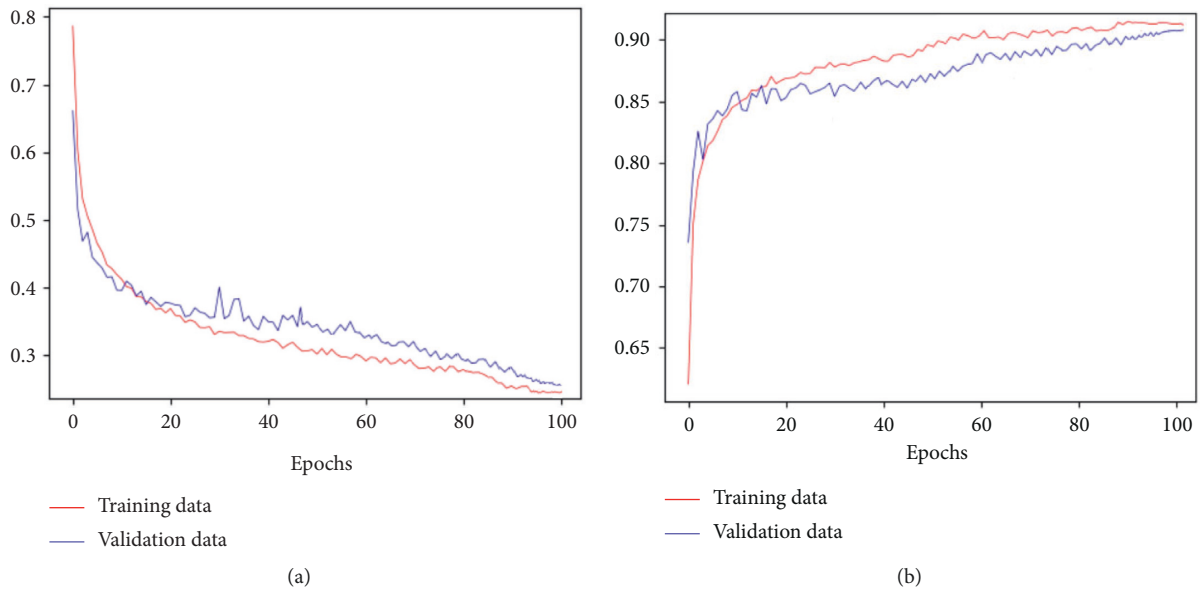 0.8
0.7
0.6
0.5
0.4
0.3
0 20 40 60 80 100
Epochs
Training data
Validation data
(a)
0.90
0.85
0.80
0.75
0.70
0.65
0 20 40 60 80 100
Epochs
Training data
Validation data
(b)